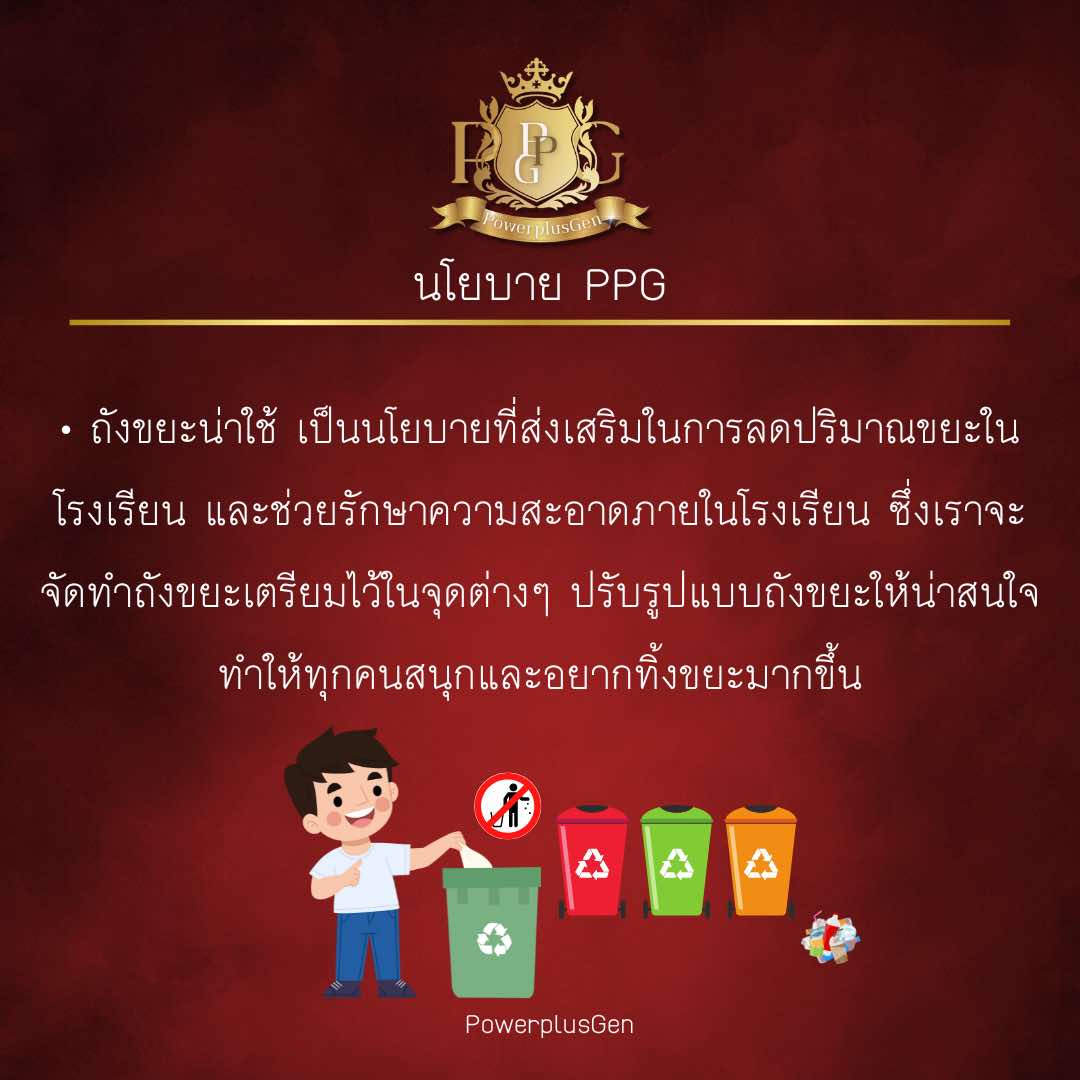 P G
PPG
PowerplusGen
นโยบาย PPG
• ถังขยะน่าใช้ เป็นนโยบายที่ส่งเสริมในการลดปริมาณขยะใน
โรงเรียน และช่วยรักษาความสะอาดภายในโรงเรียน ซึ่งเราจะ
จัดทำถังขยะเตรียมไว้ในจุดต่างๆ ปรับรูปแบบถังขยะให้น่าสนใจ
ทำให้ทุกคนสนุกและอยากทิ้งขยะมากขึ้น
PowerplusGen